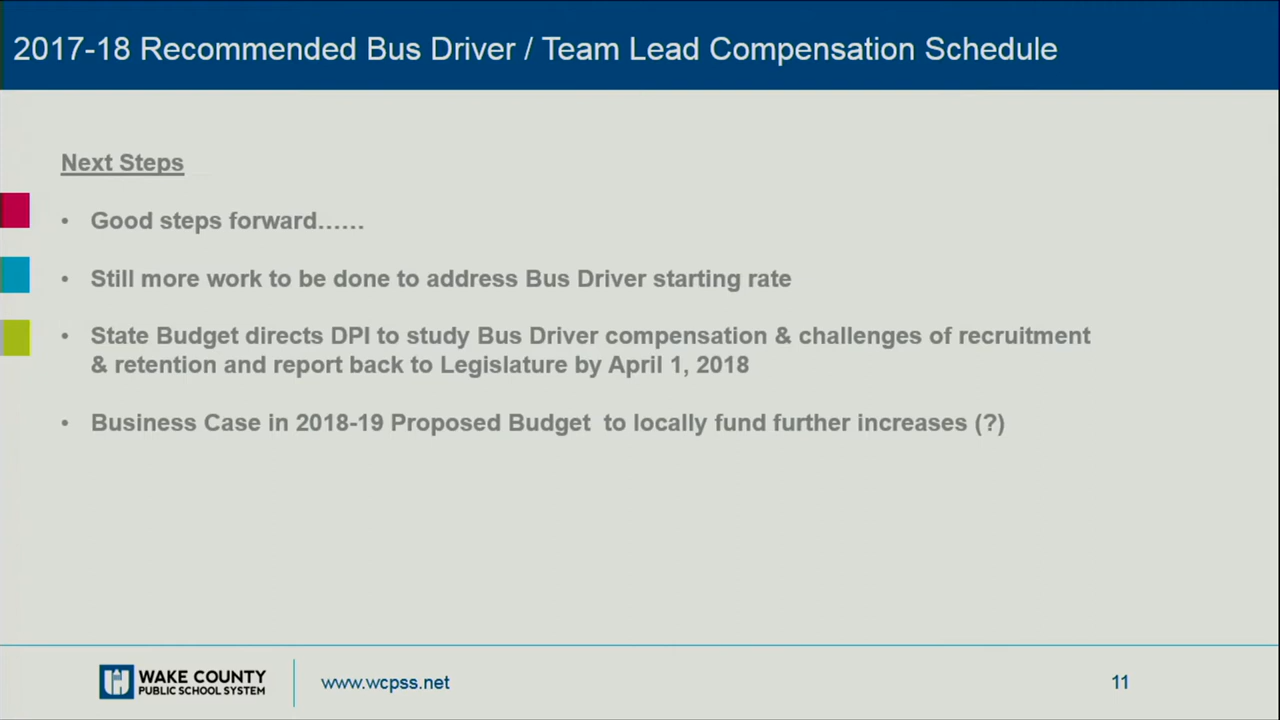 2017-18 Recommended Bus Driver / Team Lead Compensation Schedule
Next Steps
• Good steps forward……
• Still more work to be done to address Bus Driver starting rate
• State Budget directs DPI to study Bus Driver compensation & challenges of recruitment
& retention and report back to Legislature by April 1, 2018
• Business Case in 2018-19 Proposed Budget  to locally fund further increases (?)
WAKE COUNTY
PUBLIC SCHOOL SYSTEM
www.wcpss.net
11